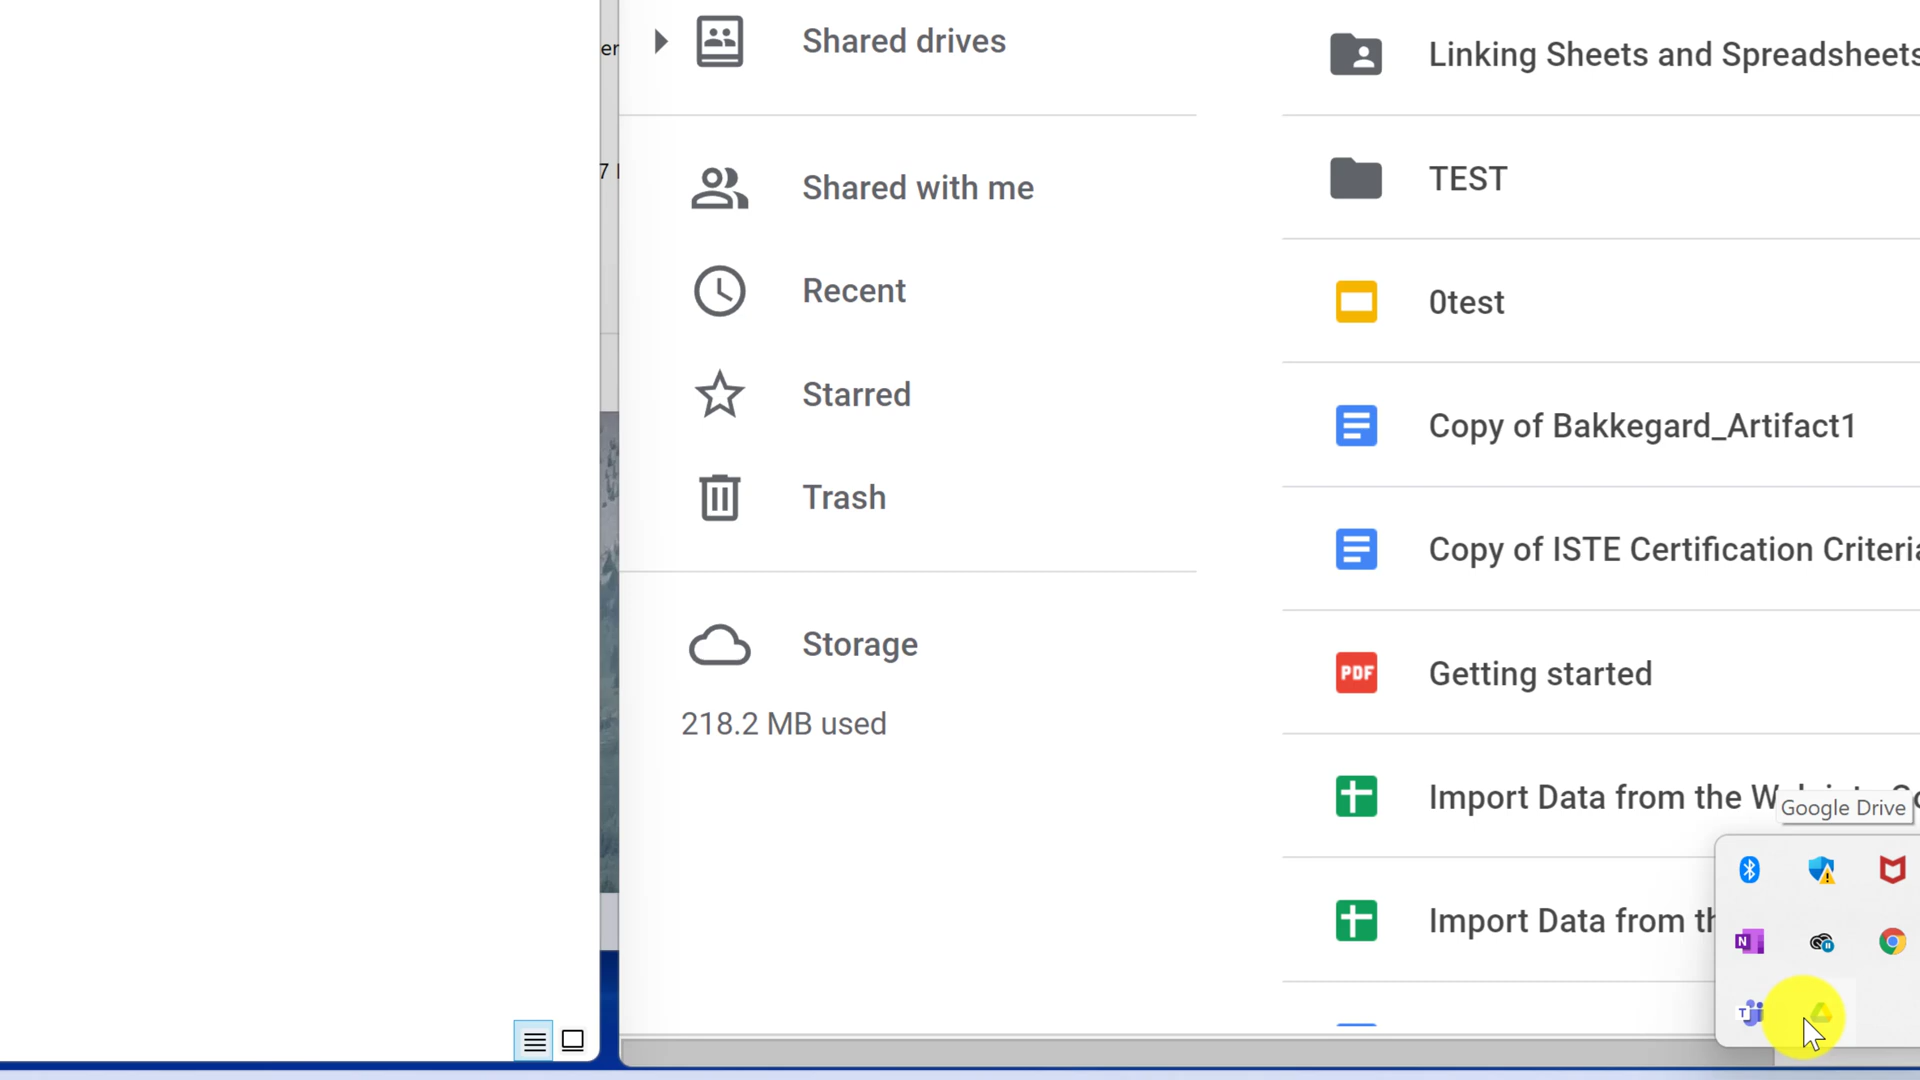 er
7
Shared drives
Shared with me
Recent
Starred
Trash
Storage
218.2 MB used
Linking Sheets and Spreadsheets
TEST
0test
Copy of Bakkegard_Artifact1
Copy of ISTE Certification Criteria
PDF
Getting started
Import Data from the
Google Drive
Import Data from th
N
T